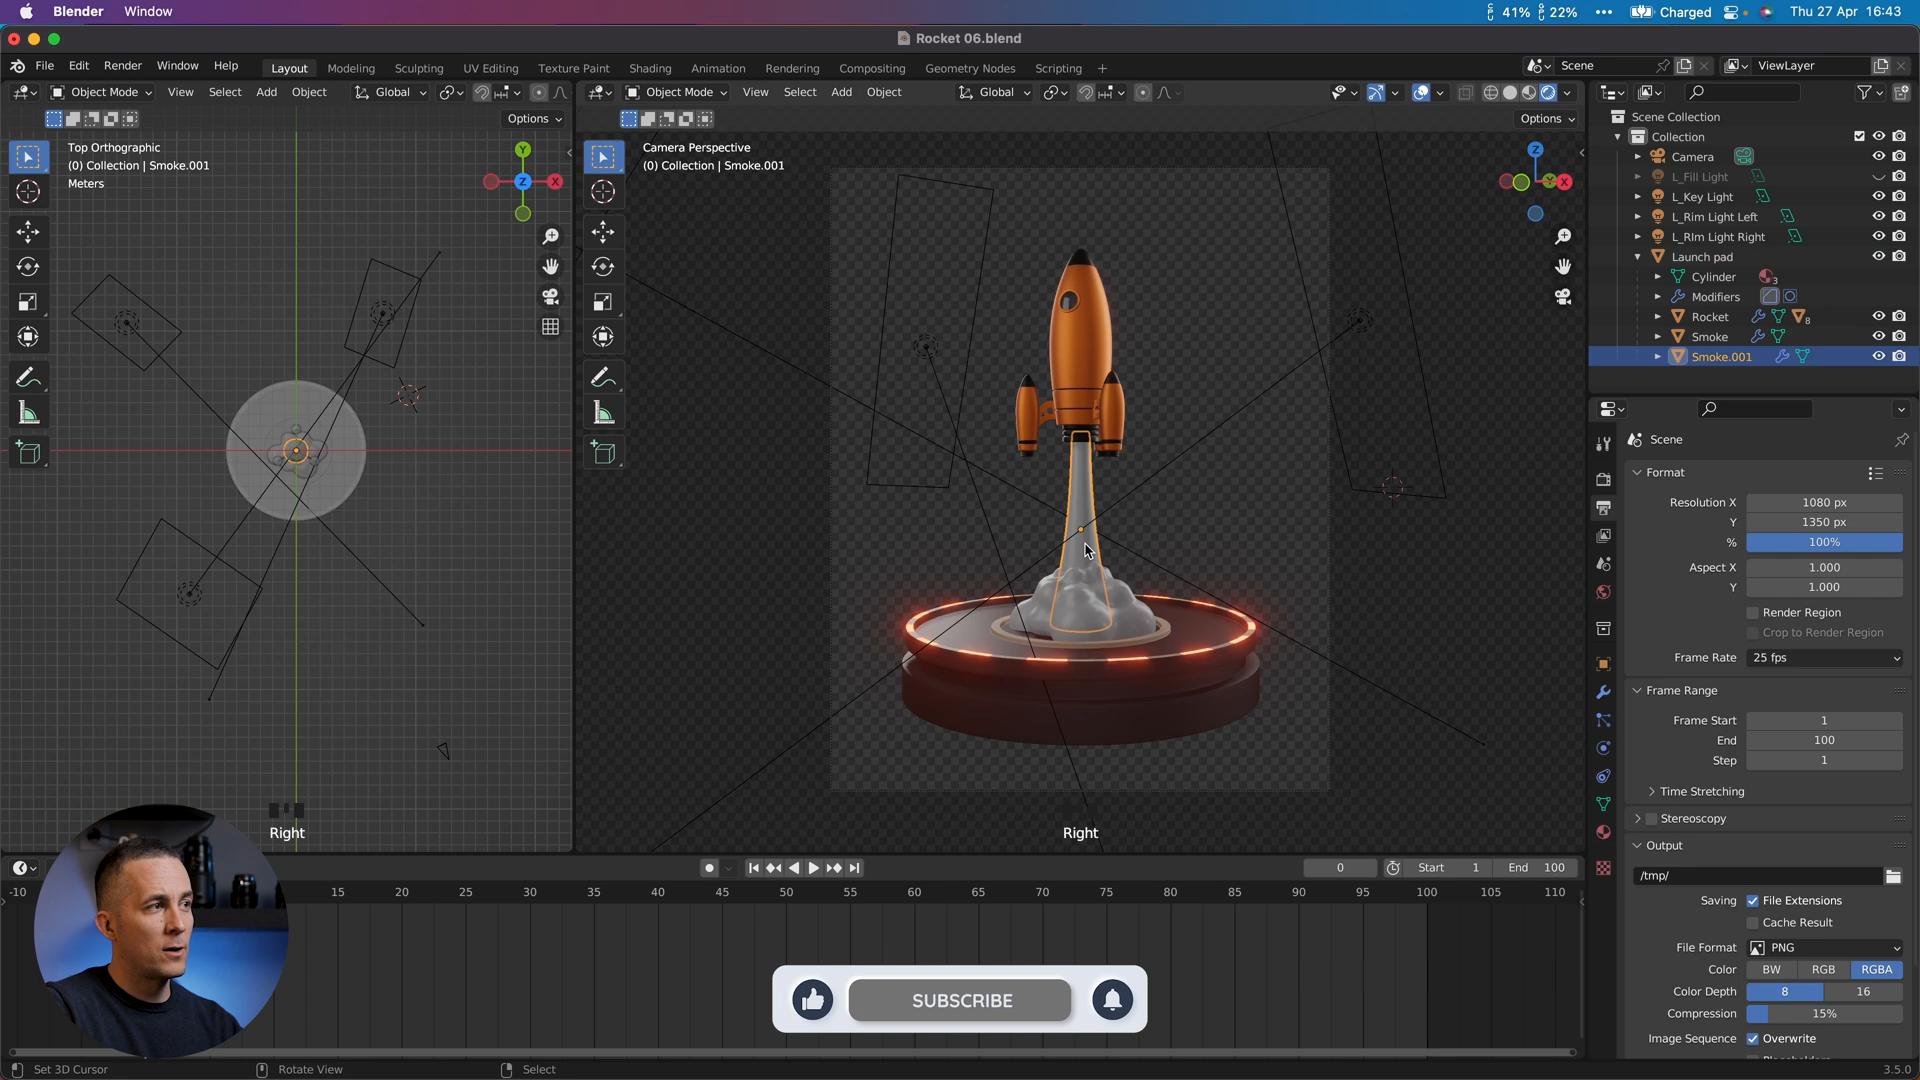 Blender Window 41% 22% Charged Thu 27 Apr 16:43
Rocket 06.blend
File Edit Render Window Help Layout Modeling Sculpting UV Editing Texture Paint Shading Animation Rendering Compositing Geometry Nodes Scripting + Scene ViewLayer
Object Mode View Select Add Object Global
Object Mode View Select Add Object Global
Options
Options
Top Orthographic
(0) Collection | Smoke.001
Meters
Y
Z
X
Camera Perspective
(0) Collection | Smoke.001
Z
Y
X
Right
Right
Scene Collection
Collection
Camera
L_Fill Light
L_Key Light
L_Rim Light Left
L_RIm Light Right
Launch pad
Cylinder 3
Modifiers
Rocket 8
Smoke
Smoke.001
Scene
Format
Resolution X 1080 px
Y 1350 px
% 100%
Aspect X 1.000
Y 1.000
Render Region
Crop to Render Region
Frame Rate 25 fps
Frame Range
Frame Start 1
End 100
Step 1
Time Stretching
Stereoscopy
Output
/tmp/
Saving File Extensions
Cache Result
File Format PNG
Color BW RGB RGBA
Color Depth 8 16
Compression 15%
Image Sequence Overwrite
0 Start 1 End 100
-10 15 20 25 30 35 40 45 50 55 60 65 70 75 80 85 90 95 100 105 110
SUBSCRIBE
Set 3D Cursor Rotate View Select 3.5.0